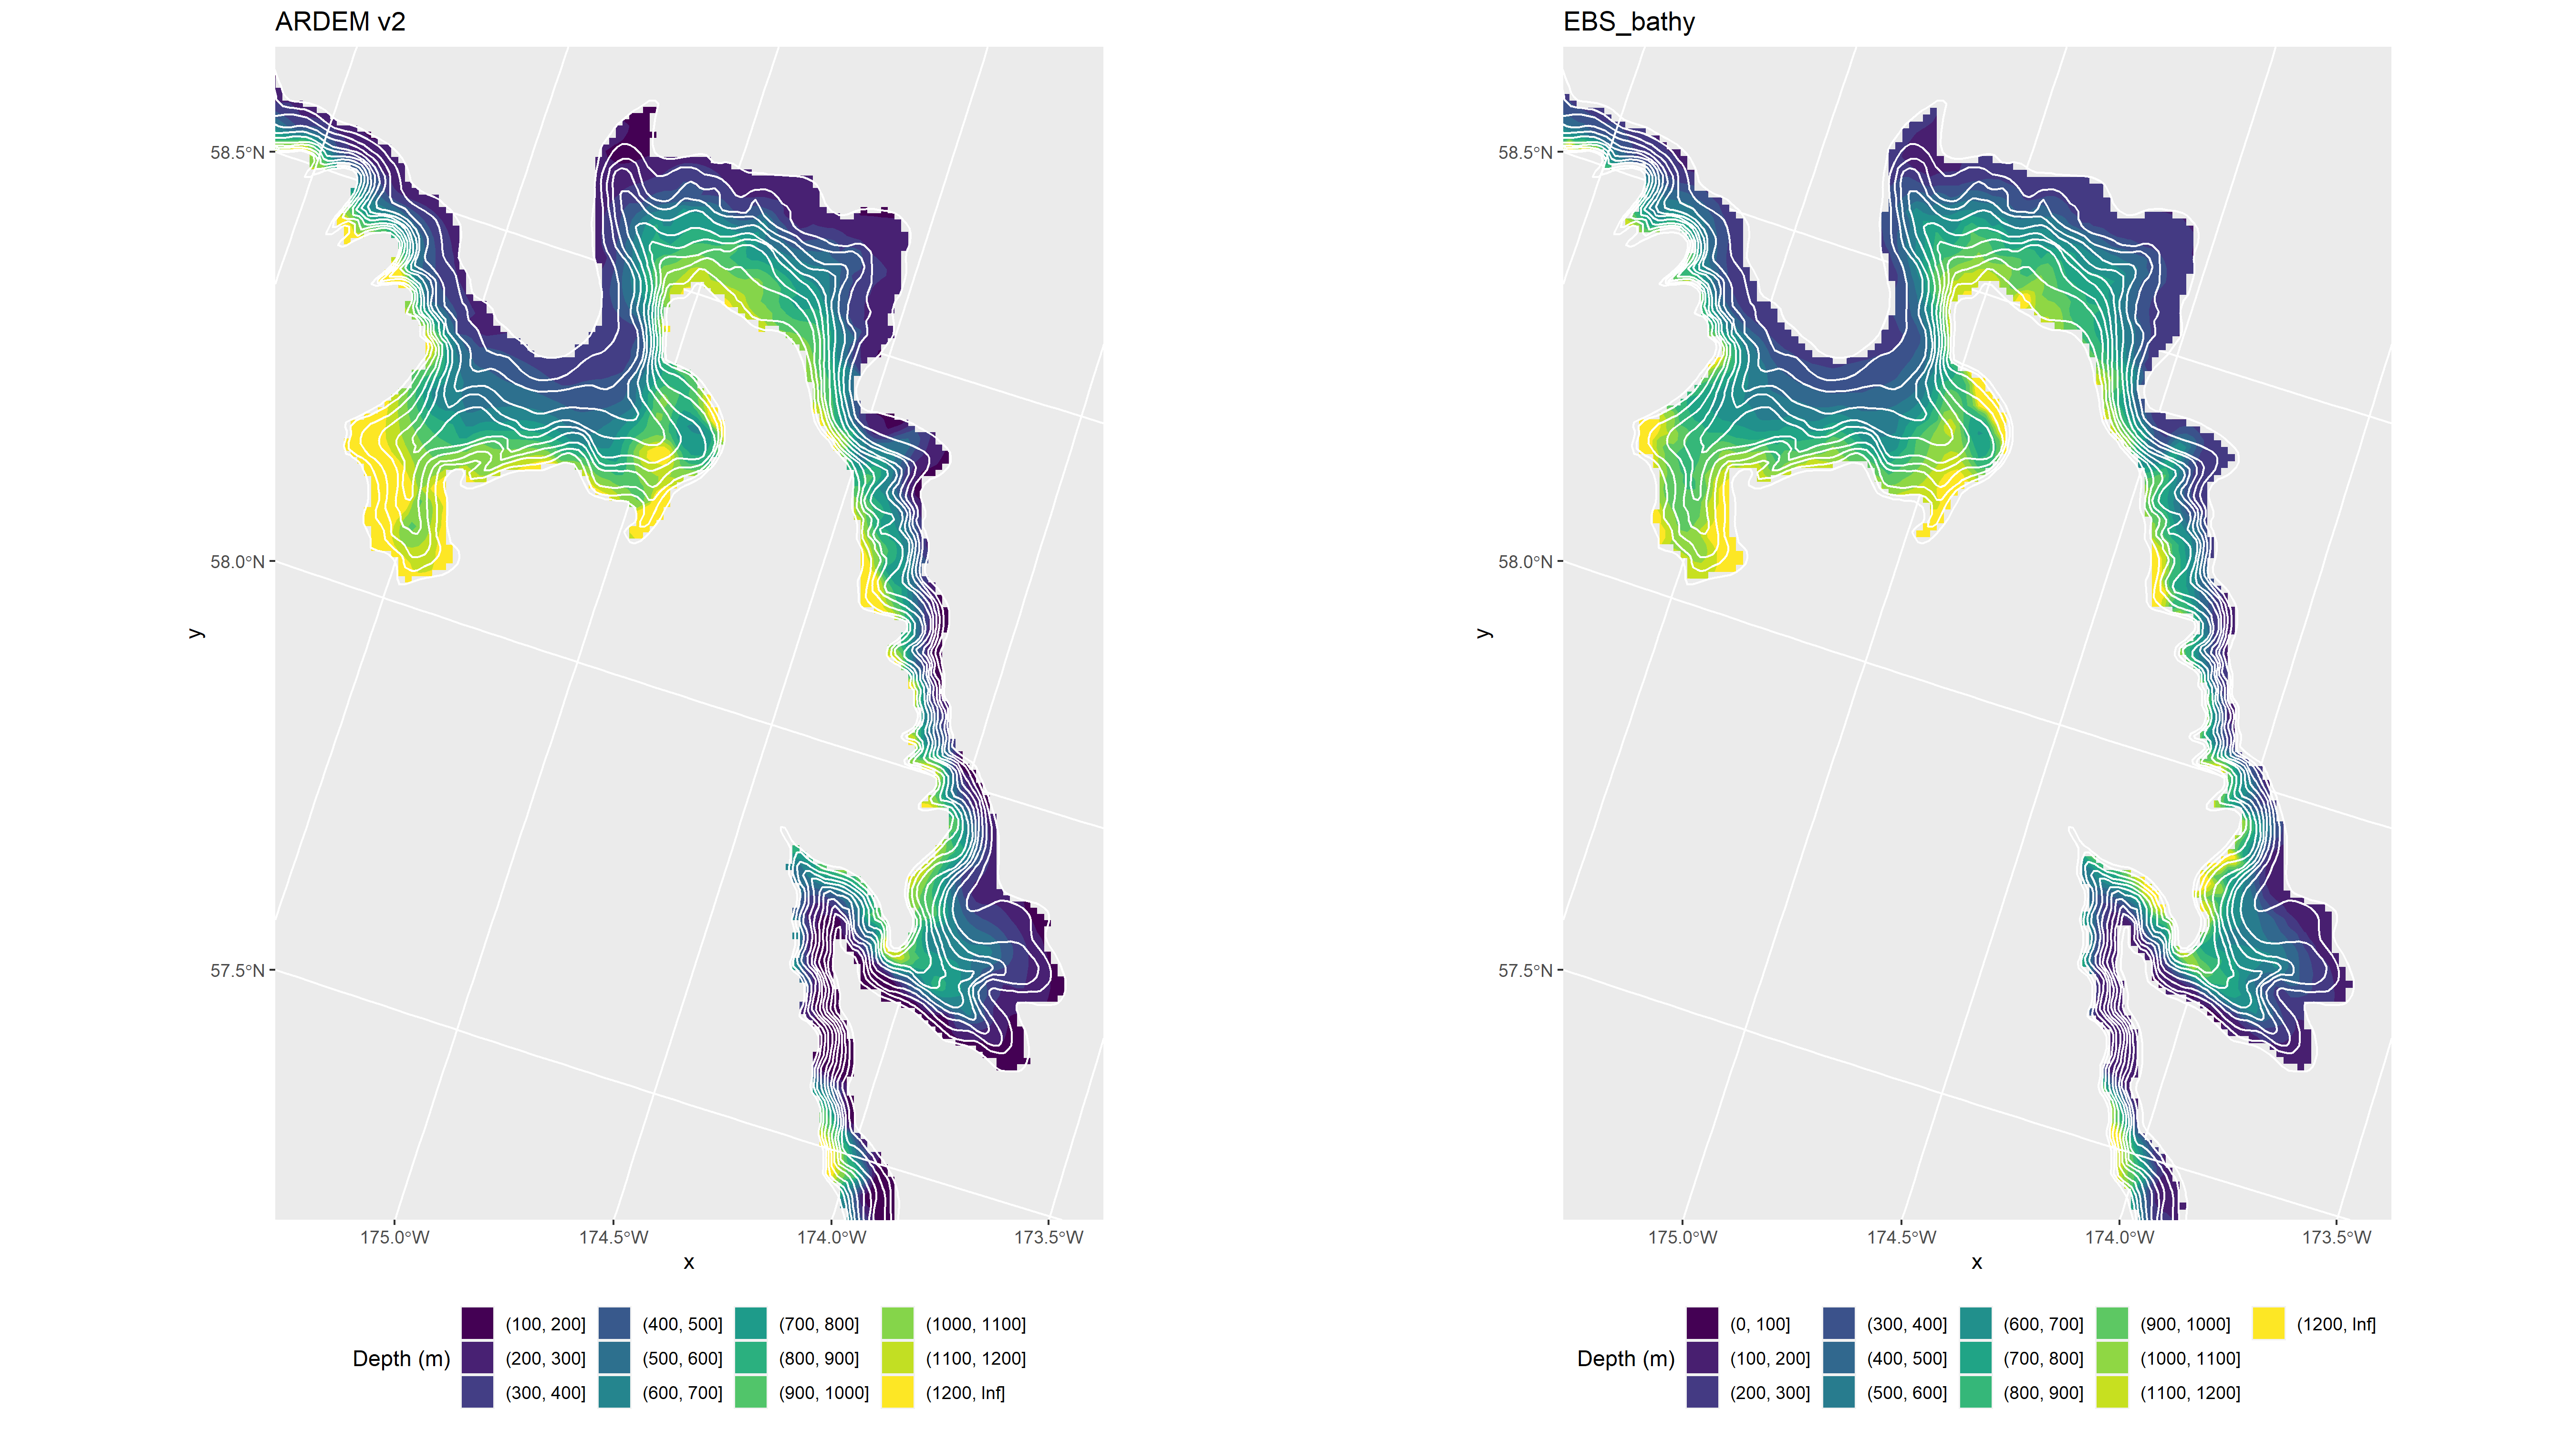 ARDEM v2
58.5°N
58.0°N
57.5°N
y
175.0°W 174.5°W 174.0°W 173.5°W
x
Depth (m)
(100, 200] (400, 500] (700, 800] (1000, 1100]
(200, 300] (500, 600] (800, 900] (1100, 1200]
(300, 400] (600, 700] (900, 1000] (1200, Inf]
EBS_bathy
58.5°N
58.0°N
57.5°N
y
175.0°W 174.5°W 174.0°W 173.5°W
x
Depth (m)
(0, 100] (300, 400] (600, 700] (900, 1000] (1200, Inf]
(100, 200] (400, 500] (700, 800] (1000, 1100]
(200, 300] (500, 600] (800, 900] (1100, 1200]